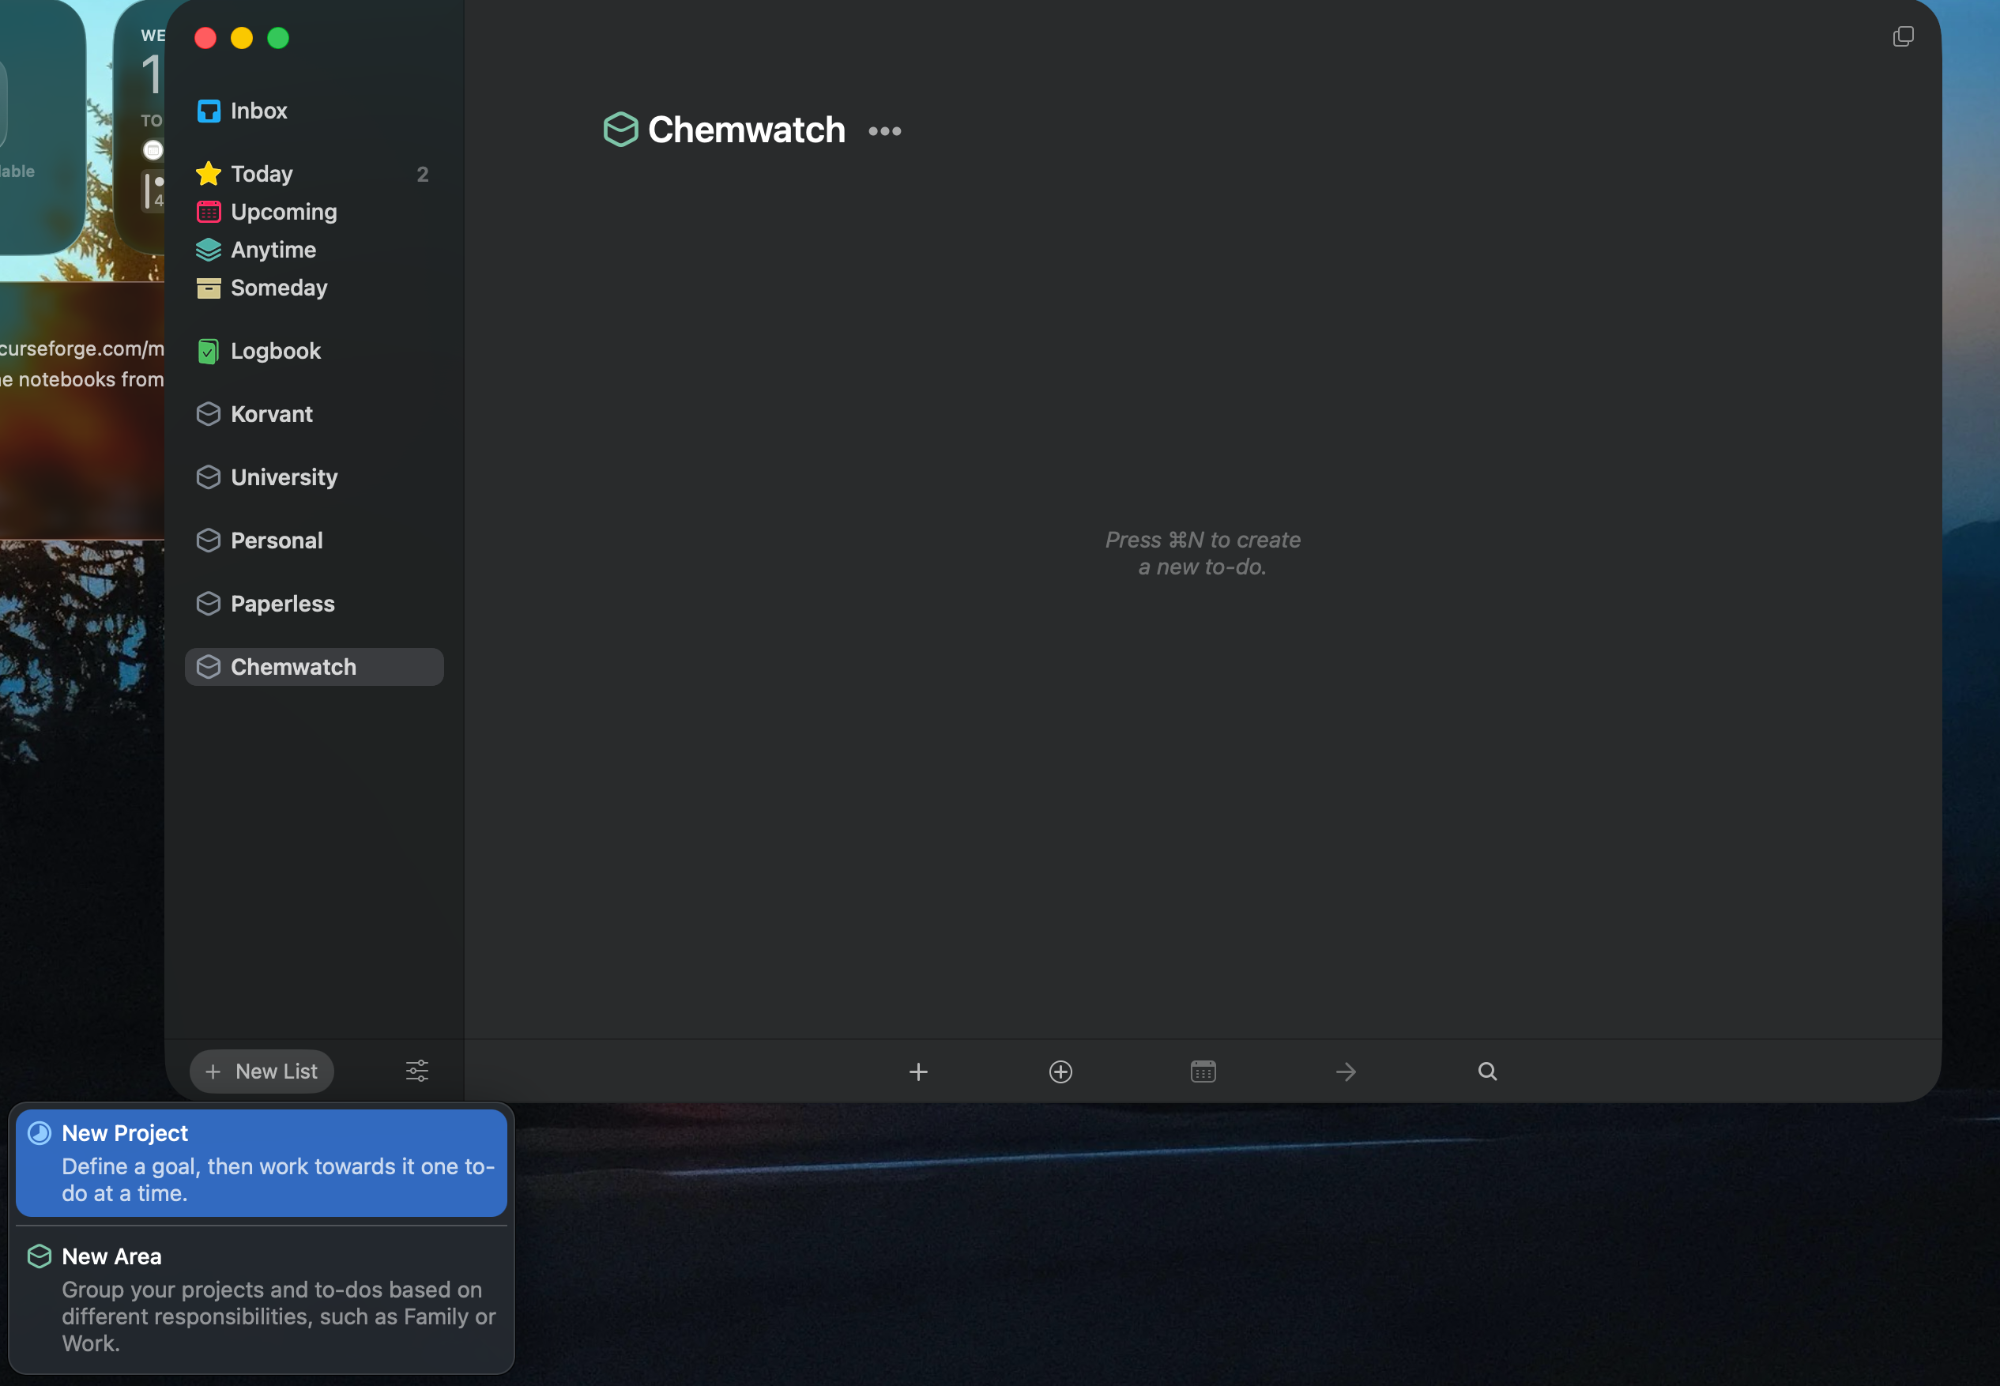 WE
1
TO
4
lable
curseforge.com/m
e notebooks from
Inbox
Today 2
Upcoming
Anytime
Someday
Logbook
Korvant
University
Personal
Paperless
Chemwatch
Chemwatch
Press ⌘N to create
a new to-do.
New List
New Project
Define a goal, then work towards it one to-
do at a time.
New Area
Group your projects and to-dos based on
different responsibilities, such as Family or
Work.